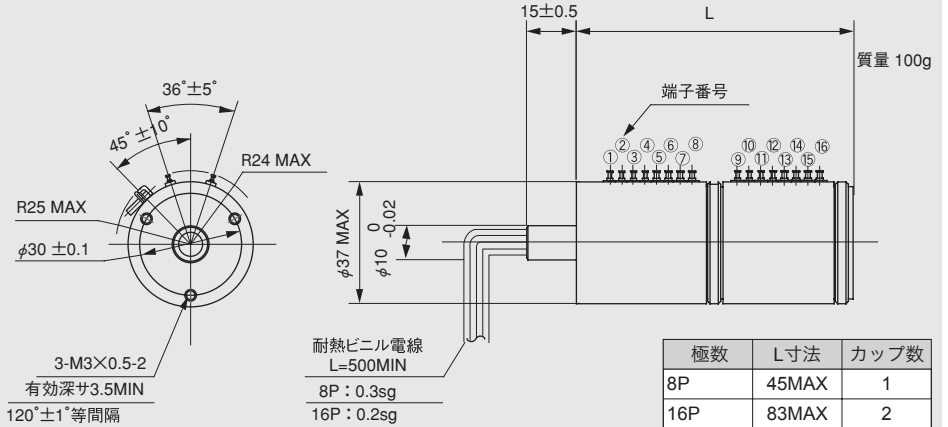 15±0.5
L
質量 100g
36°±5°
45°±10°
端子番号
R24 MAX
① ② ③ ④ ⑤ ⑥ ⑦ ⑧
⑨ ⑩ ⑪ ⑫ ⑬ ⑭ ⑮ ⑯
R25 MAX
φ30 ±0.1
φ37 MAX
φ10 0 -0.02
3-M3×0.5-2
有効深サ3.5MIN
120°±1°等間隔
耐熱ビニル電線
L=500MIN
8P：0.3sg
16P：0.2sg
極数 L寸法 カップ数
8P 45MAX 1
16P 83MAX 2